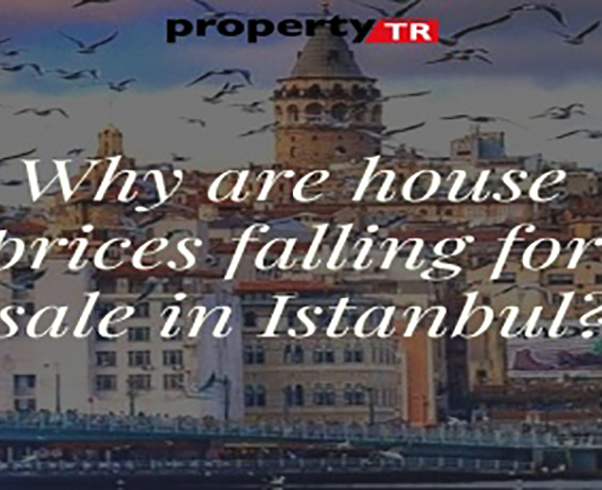 propertyTR
Why are house
prices falling for
sale in Istanbul?